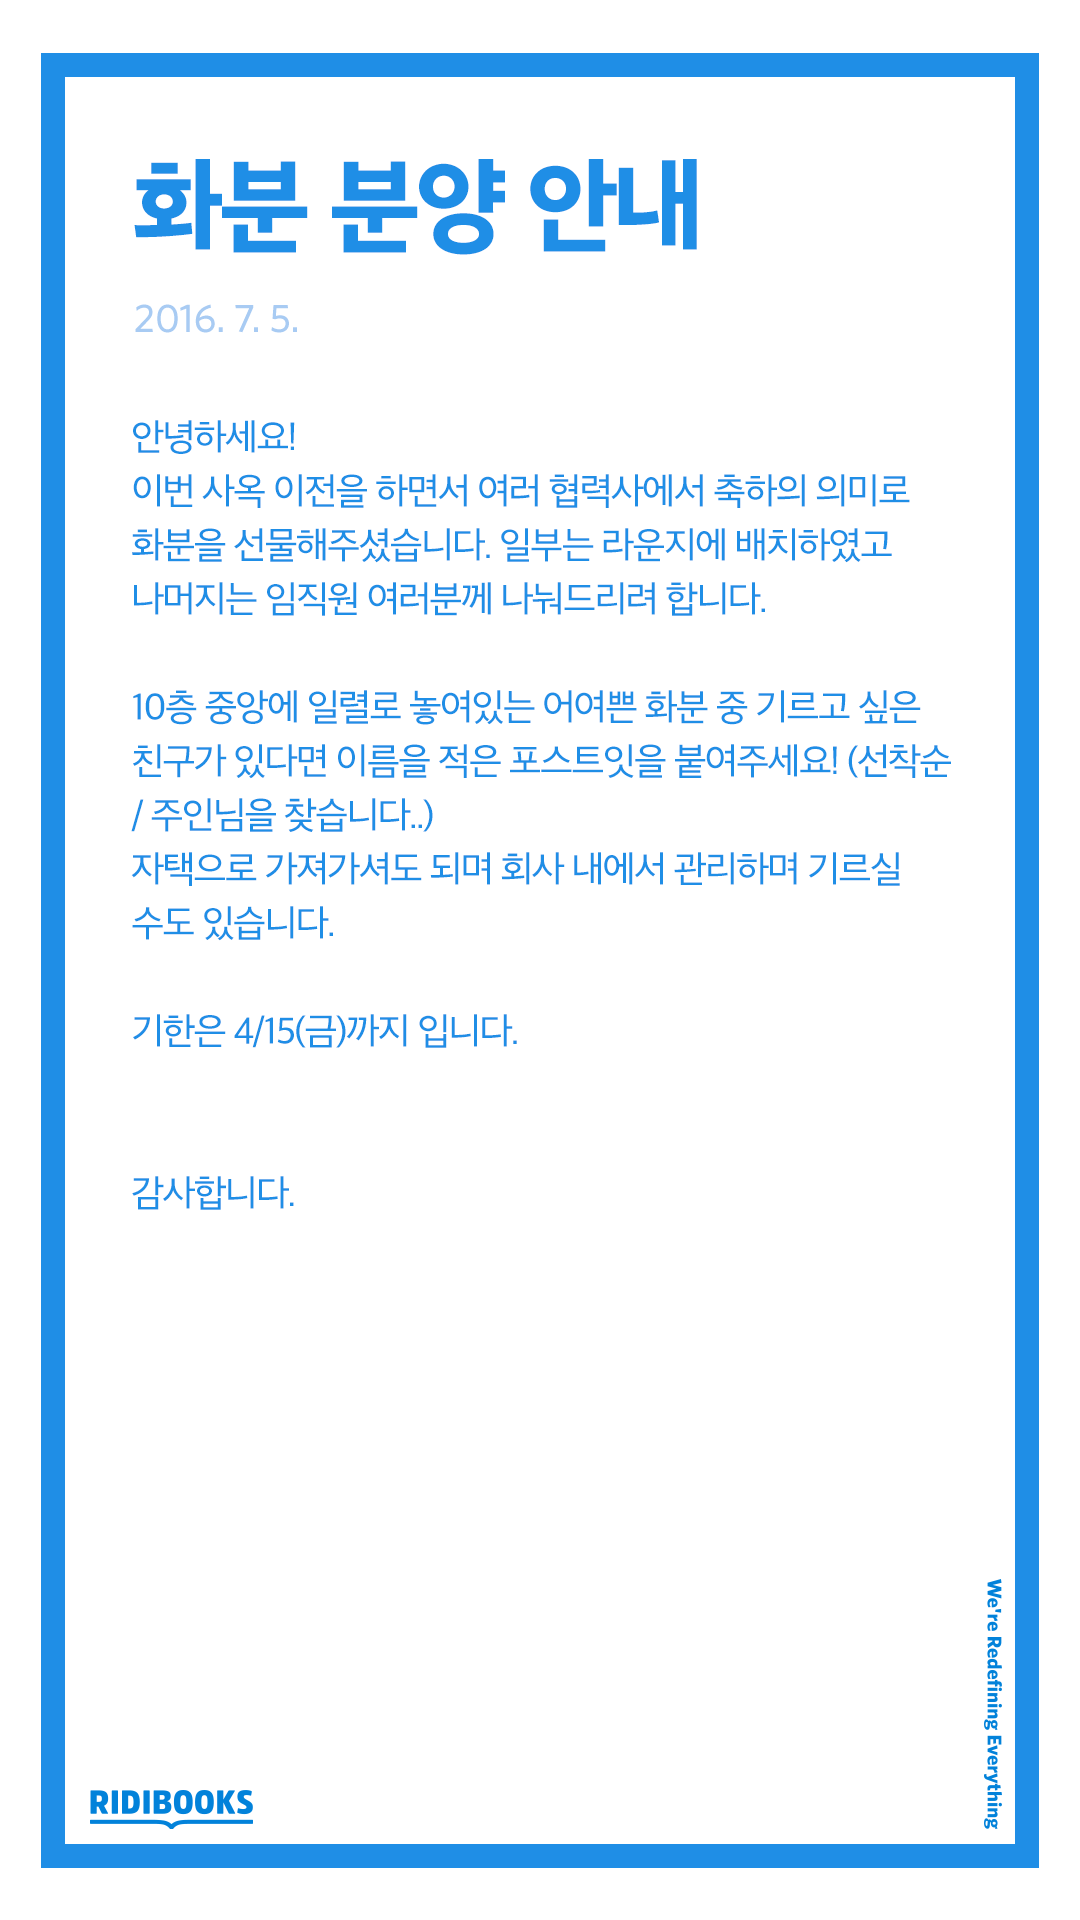 화분 분양 안내
2016. 7. 5.
안녕하세요!
이번 사옥 이전을 하면서 여러 협력사에서 축하의 의미로
화분을 선물해주셨습니다. 일부는 라운지에 배치하였고
나머지는 임직원 여러분께 나눠드리려 합니다.
10층 중앙에 일렬로 놓여있는 어여쁜 화분 중 기르고 싶은
친구가 있다면 이름을 적은 포스트잇을 붙여주세요! (선착순
/ 주인님을 찾습니다..)
자택으로 가져가셔도 되며 회사 내에서 관리하며 기르실
수도 있습니다.
기한은 4/15(금)까지 입니다.
감사합니다.
We're Redefining Everything
RIDIBOOKS